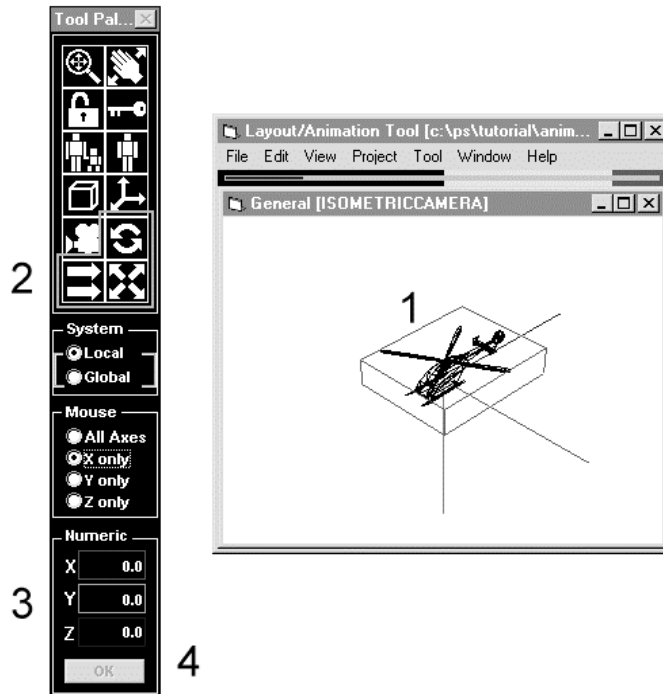 Tool Pal...
2
System
Local
Global
Mouse
All Axes
X only
Y only
Z only
Numeric
X 0.0
3
Y 0.0
Z 0.0
OK
4
Layout/Animation Tool [c:\ps\tutorial\anim...
File Edit View Project Tool Window Help
General [ISOMETRICCAMERA]
1